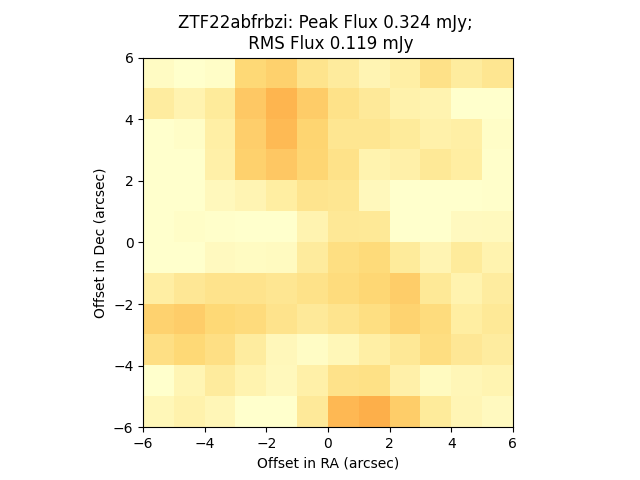 ZTF22abfrbzi: Peak Flux 0.324 mJy;
RMS Flux 0.119 mJy
6
4
2
0
−2
−4
−6
Offset in Dec (arcsec)
−6 −4 −2 0 2 4 6
Offset in RA (arcsec)